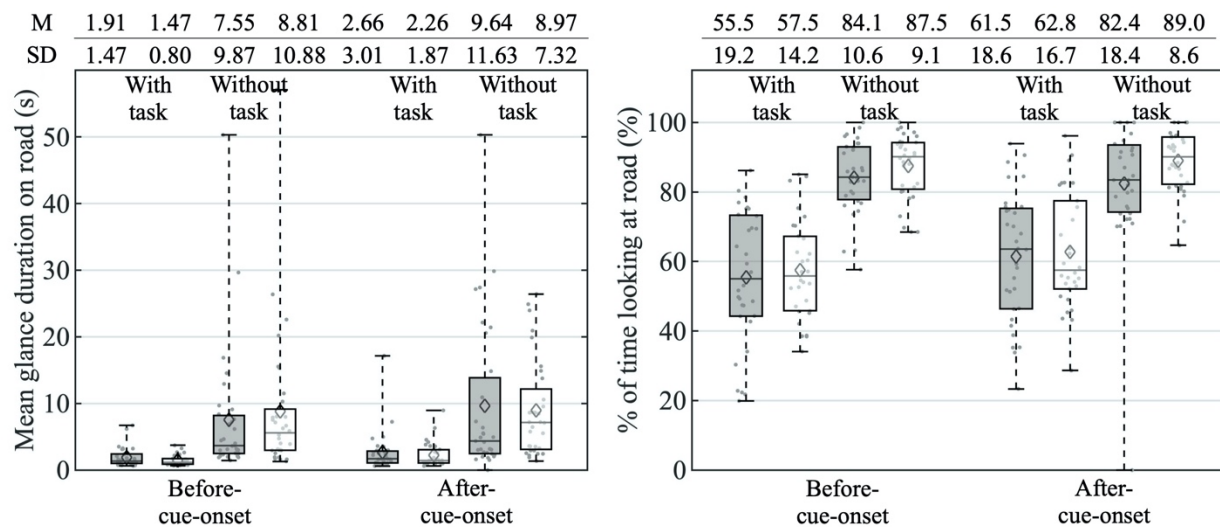 M 1.91 1.47 7.55 8.81 2.66 2.26 9.64 8.97
SD 1.47 0.80 9.87 10.88 3.01 1.87 11.63 7.32
With Without With Without
task task task task
Mean glance duration on road (s)
50
40
30
20
10
0
Before- After-
cue-onset cue-onset
55.5 57.5 84.1 87.5 61.5 62.8 82.4 89.0
19.2 14.2 10.6 9.1 18.6 16.7 18.4 8.6
With Without With Without
task task task task
% of time looking at road (%)
100
80
60
40
20
0
Before- After-
cue-onset cue-onset